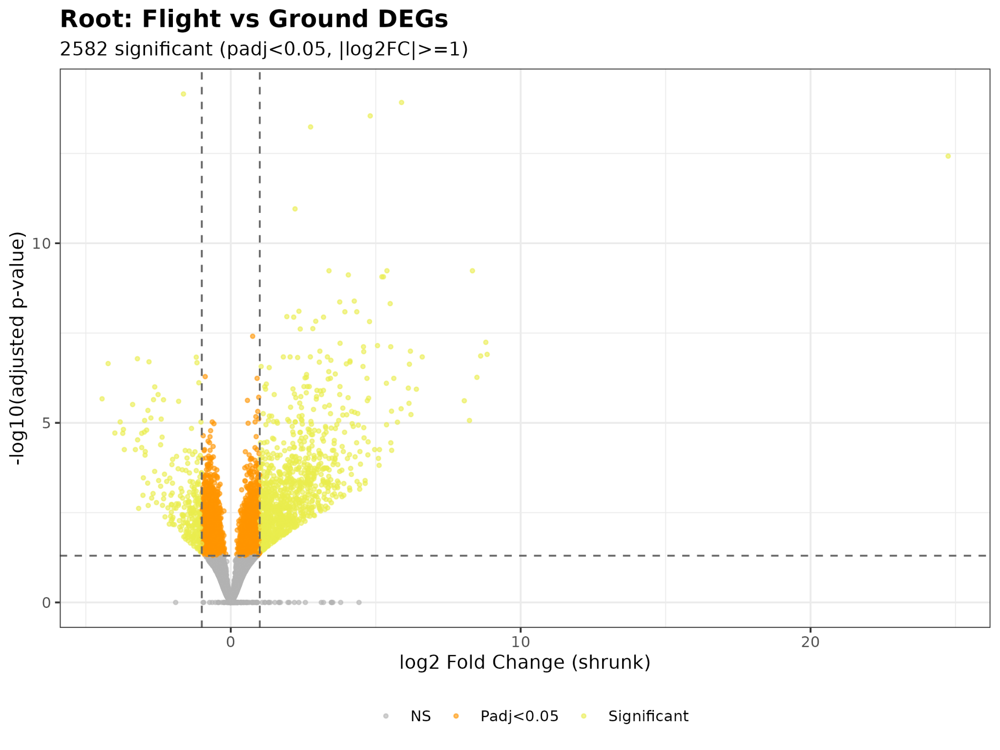 Root: Flight vs Ground DEGs
2582 significant (padj<0.05, |log2FC|>=1)
-log10(adjusted p-value)
10
5
0
0 10 20
log2 Fold Change (shrunk)
NS Padj<0.05 Significant